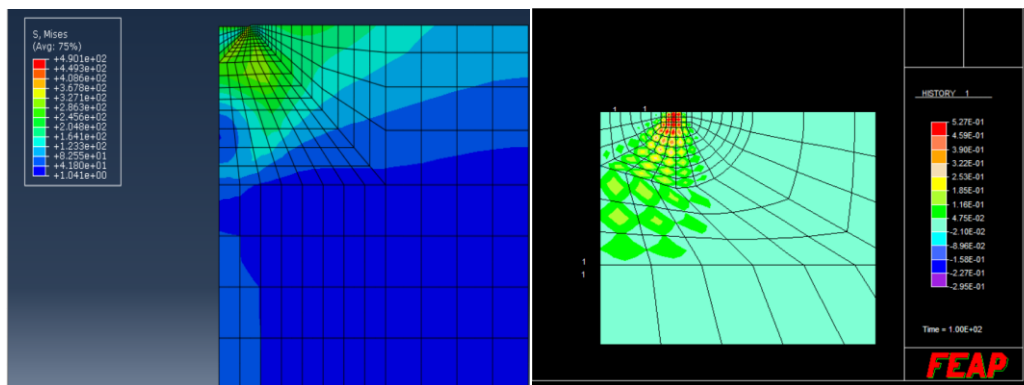 S, Mises
(Avg: 75%)
+4.901e+02
+4.493e+02
+4.086e+02
+3.678e+02
+3.271e+02
+2.863e+02
+2.456e+02
+2.048e+02
+1.641e+02
+1.233e+02
+8.255e+01
+4.180e+01
+1.041e+00
1 1
1
1
HISTORY 1
5.27E-01
4.59E-01
3.90E-01
3.22E-01
2.53E-01
1.85E-01
1.16E-01
4.75E-02
-2.10E-02
-8.96E-02
-1.58E-01
-2.27E-01
-2.95E-01
Time = 1.00E+02
FEAP